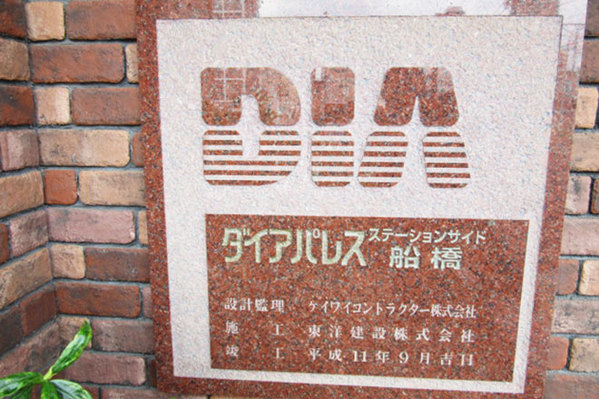 DIA
ダイアパレス ステーションサイド
船橋
設計監理 ケイワイコントラクター株式会社
施工 東洋建設株式会社
竣工 平成11年9月吉日